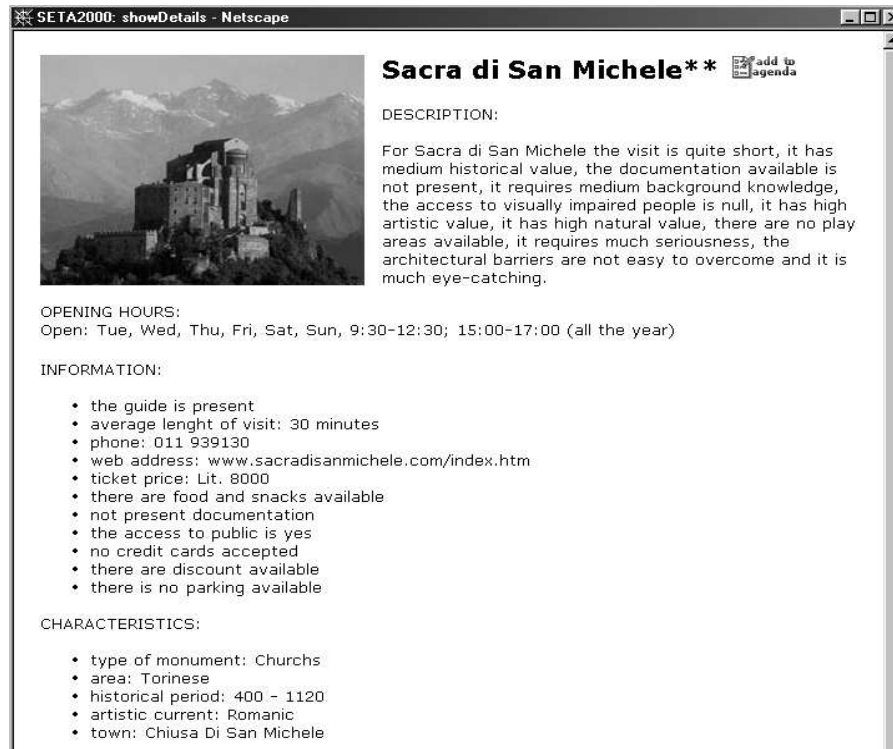 SETA2000: showDetails - Netscape
Sacra di San Michele**
add to
agenda
DESCRIPTION:
For Sacra di San Michele the visit is quite short, it has
medium historical value, the documentation available is
not present, it requires medium background knowledge,
the access to visually impaired people is null, it has high
artistic value, it has high natural value, there are no play
areas available, it requires much seriousness, the
architectural barriers are not easy to overcome and it is
much eye-catching.
OPENING HOURS:
Open: Tue, Wed, Thu, Fri, Sat, Sun, 9:30-12:30; 15:00-17:00 (all the year)
INFORMATION:
• the guide is present
• average lenght of visit: 30 minutes
• phone: 011 939130
• web address: www.sacradisanmichele.com/index.htm
• ticket price: Lit. 8000
• there are food and snacks available
• not present documentation
• the access to public is yes
• no credit cards accepted
• there are discount available
• there is no parking available
CHARACTERISTICS:
• type of monument: Churchs
• area: Torinese
• historical period: 400 - 1120
• artistic current: Romanic
• town: Chiusa Di San Michele